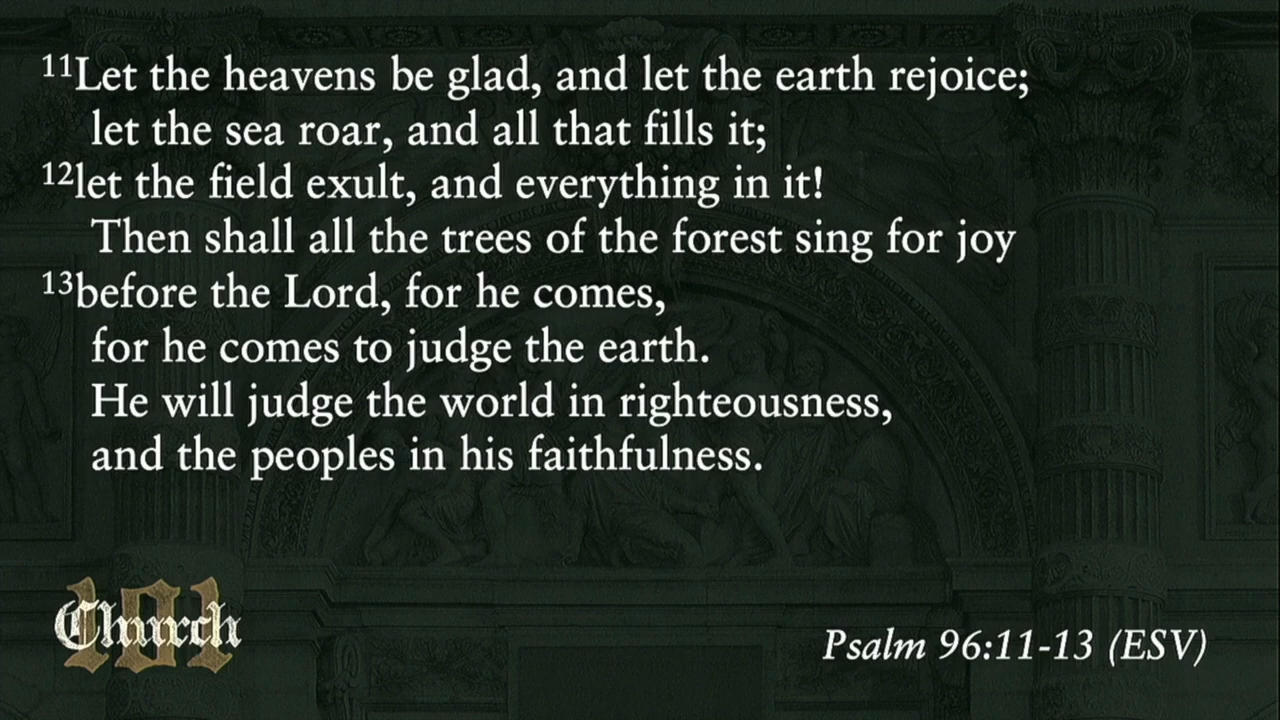 11Let the heavens be glad, and let the earth rejoice;
let the sea roar, and all that fills it;
12let the field exult, and everything in it!
Then shall all the trees of the forest sing for joy
13before the Lord, for he comes,
for he comes to judge the earth.
He will judge the world in righteousness,
and the peoples in his faithfulness.
Church 101
Psalm 96:11-13 (ESV)